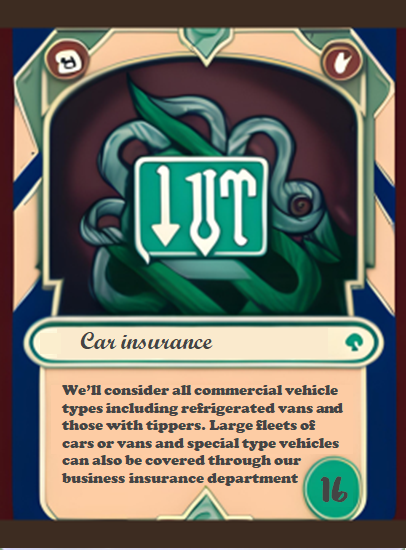 Car insurance
We'll consider all commercial vehicle
types including refrigerated vans and
those with tippers. Large fleets of
cars or vans and special type vehicles
can also be covered through our
business insurance department
16